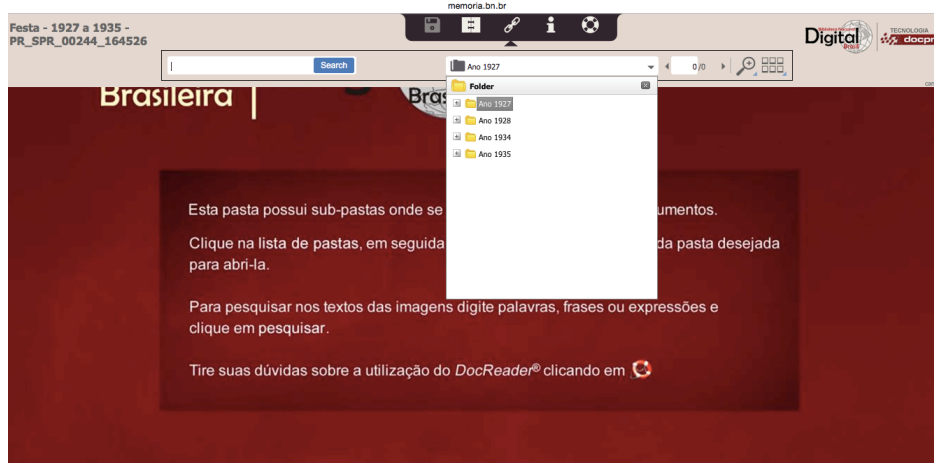 memoria.bn.br
Festa - 1927 a 1935 -
PR_SPR_00244_164526
Digital
Brasil
TECNOLOGIA
Search
Ano 1927
0/0
Folder
Ano 1927
Ano 1928
Ano 1934
Ano 1935
Brasileira
Esta pasta possui sub-pastas onde se
umentos.
Clique na lista de pastas, em seguida
da pasta desejada
para abri-la.
Para pesquisar nos textos das imagens digite palavras, frases ou expressões e
clique em pesquisar.
Tire suas dúvidas sobre a utilização do DocReader® clicando em